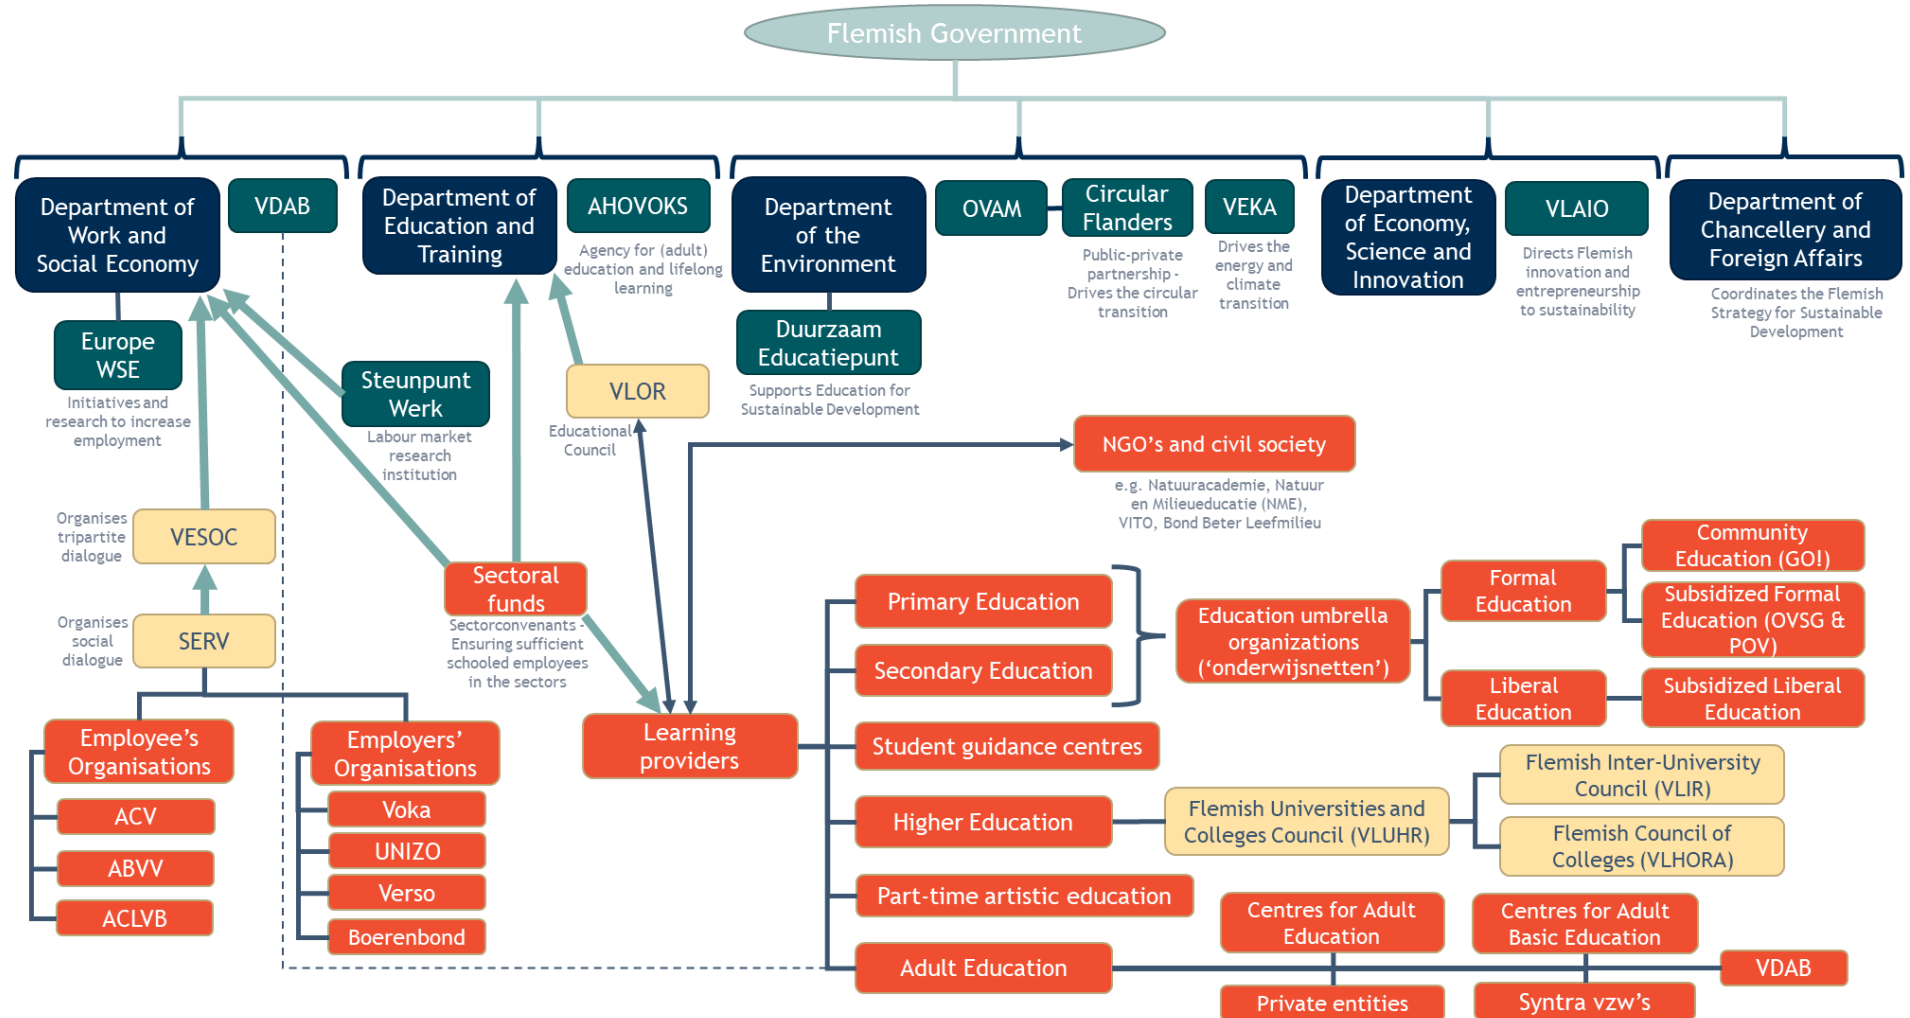 Flemish Government
Department of
Work and
Social Economy
VDAB
Department of
Education and
Training
AHOVOKS
Agency for (adult)
education and lifelong
learning
Department
of the
Environment
OVAM
Circular
Flanders
Public-private
partnership -
Drives the circular
transition
VEKA
Drives the
energy and
climate
transition
Department
of Economy,
Science and
Innovation
VLAIO
Directs Flemish
innovation and
entrepreneurship
to sustainability
Department of
Chancellery and
Foreign Affairs
Coordinates the Flemish
Strategy for Sustainable
Development
Europe
WSE
Initiatives and
research to increase
employment
Steunpunt
Werk
Labour market
research
institution
VLOR
Educational
Council
Duurzaam
Educatiepunt
Supports Education for
Sustainable Development
NGO's and civil society
e.g. Natuuracademie, Natuur
en Milieueducatie (NME),
VITO, Bond Beter Leefmilieu
Organises
tripartite
dialogue
VESOC
Organises
social
dialogue
SERV
Sectoral
funds
Sectorconvenants -
Ensuring sufficient
schooled employees
in the sectors
Employee's
Organisations
ACV
ABVV
ACLVB
Employers'
Organisations
Voka
UNIZO
Verso
Boerenbond
Learning
providers
Primary Education
Secondary Education
Education umbrella
organizations
('onderwijsnetten')
Formal
Education
Community
Education (GO!)
Subsidized Formal
Education (OVSG &
POV)
Liberal
Education
Subsidized Liberal
Education
Student guidance centres
Higher Education
Flemish Universities and
Colleges Council (VLUHR)
Flemish Inter-University
Council (VLIR)
Flemish Council of
Colleges (VLHORA)
Part-time artistic education
Adult Education
Centres for Adult
Education
Centres for Adult
Basic Education
VDAB
Private entities
Syntra vzw's